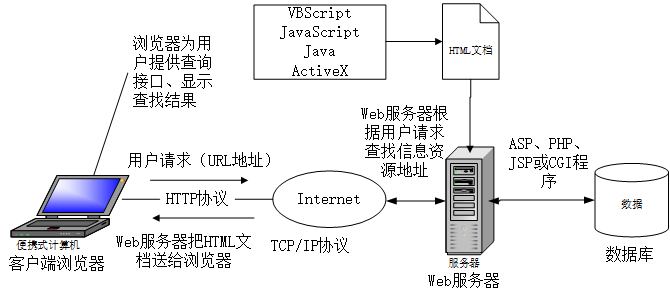 VBScript
JavaScript
Java
ActiveX
HTML文档
浏览器为用
户提供查询
接口、显示
查找结果
Web服务器根
据用户请求
查找信息资
源地址
ASP、PHP、
JSP或CGI程
序
用户请求（URL地址）
HTTP协议
Internet
数据
便携式计算机
客户端浏览器
Web服务器把HTML文
档送给浏览器
TCP/IP协议
服务器
Web服务器
数据库